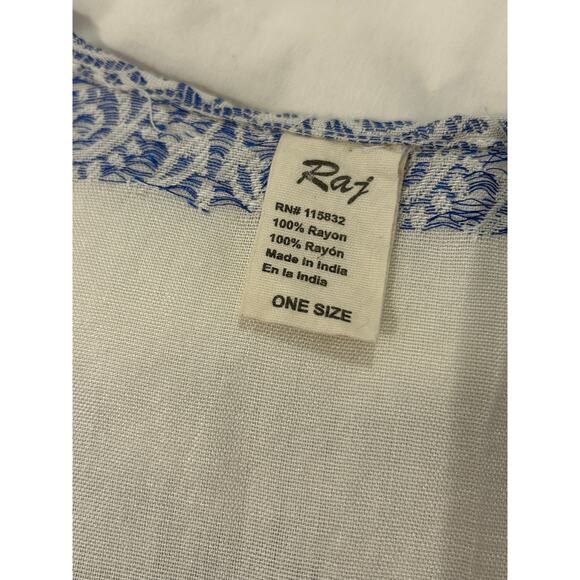 Raj
RN# 115832
100% Rayon
100% Rayón
Made in India
En la India
ONE SIZE